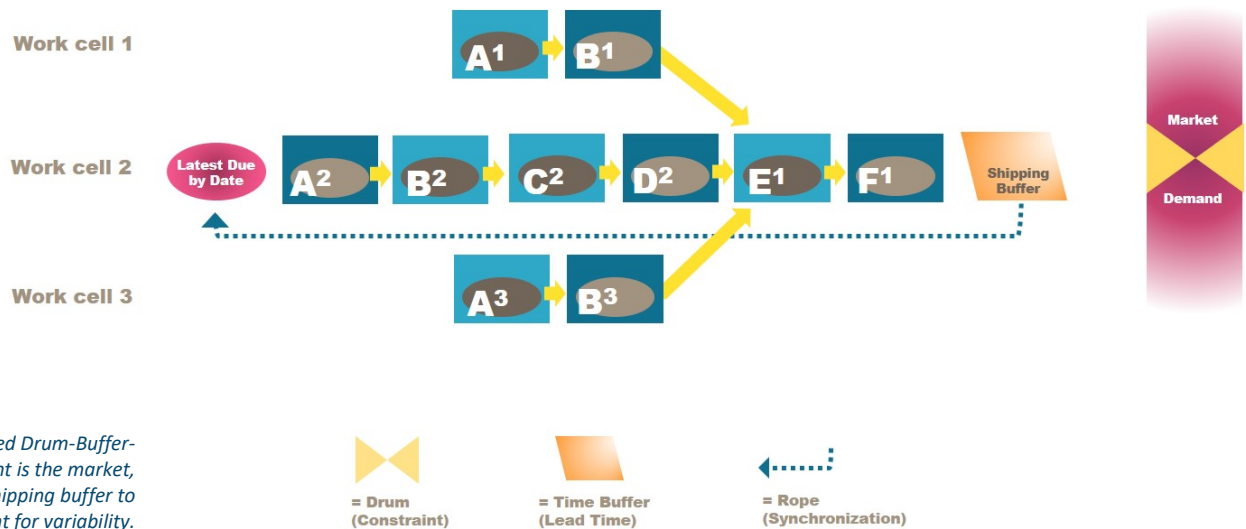 Work cell 1
A1
B1
Work cell 2
Latest Due
by Date
A2
B2
C2
D2
E1
F1
Shipping
Buffer
Market
Demand
Work cell 3
A3
B3
ed Drum-Buffer-
nt is the market,
hipping buffer to
nt for variability.
= Drum
(Constraint)
= Time Buffer
(Lead Time)
= Rope
(Synchronization)